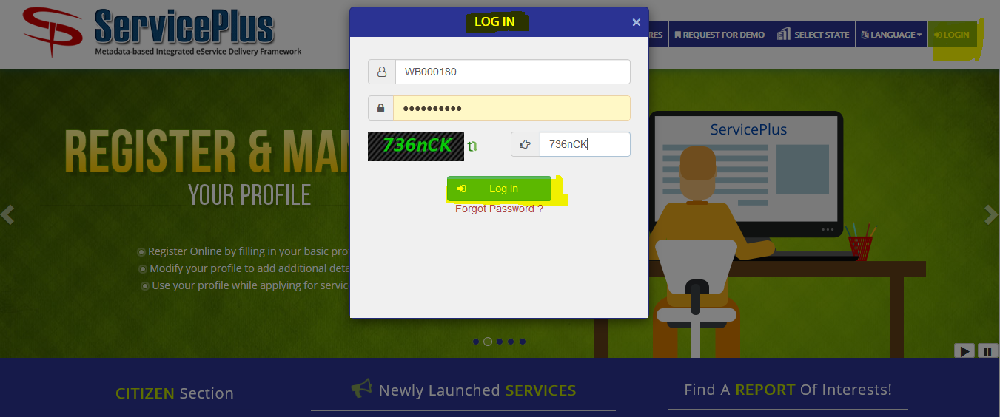 ServicePlus
Metadata-based Integrated eService Delivery Framework
RES
REQUEST FOR DEMO
SELECT STATE
LANGUAGE
LOGIN
LOG IN
×
WB000180
736nCK
736nCK
Log In
Forgot Password ?
REGISTER & MAN
YOUR PROFILE
Register Online by filling in your basic prof
Modify your profile to add additional deta
Use your profile while applying for service
ServicePlus
CITIZEN Section
Newly Launched SERVICES
Find A REPORT Of Interests!